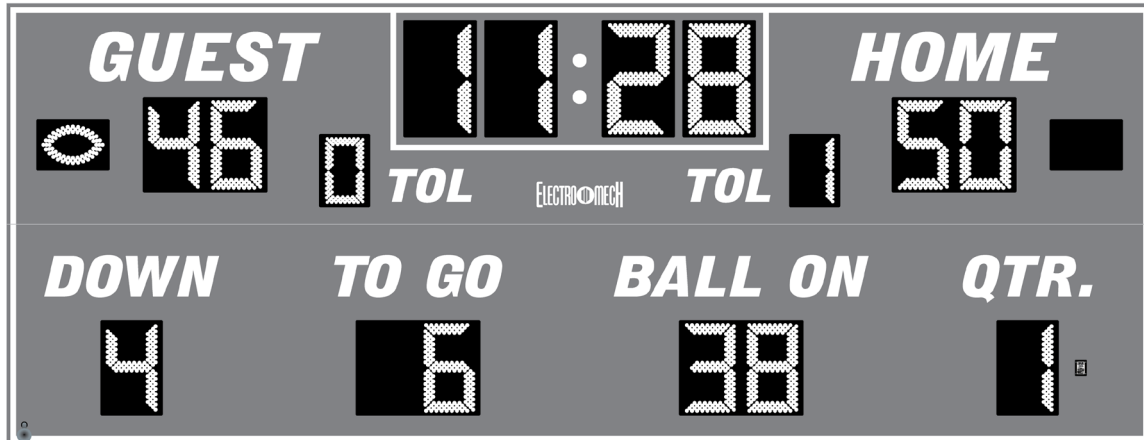 GUEST 11:28 HOME
46 50
0 TOL ELECTRO MECH TOL 1
DOWN TO GO BALL ON QTR.
4 6 38 1